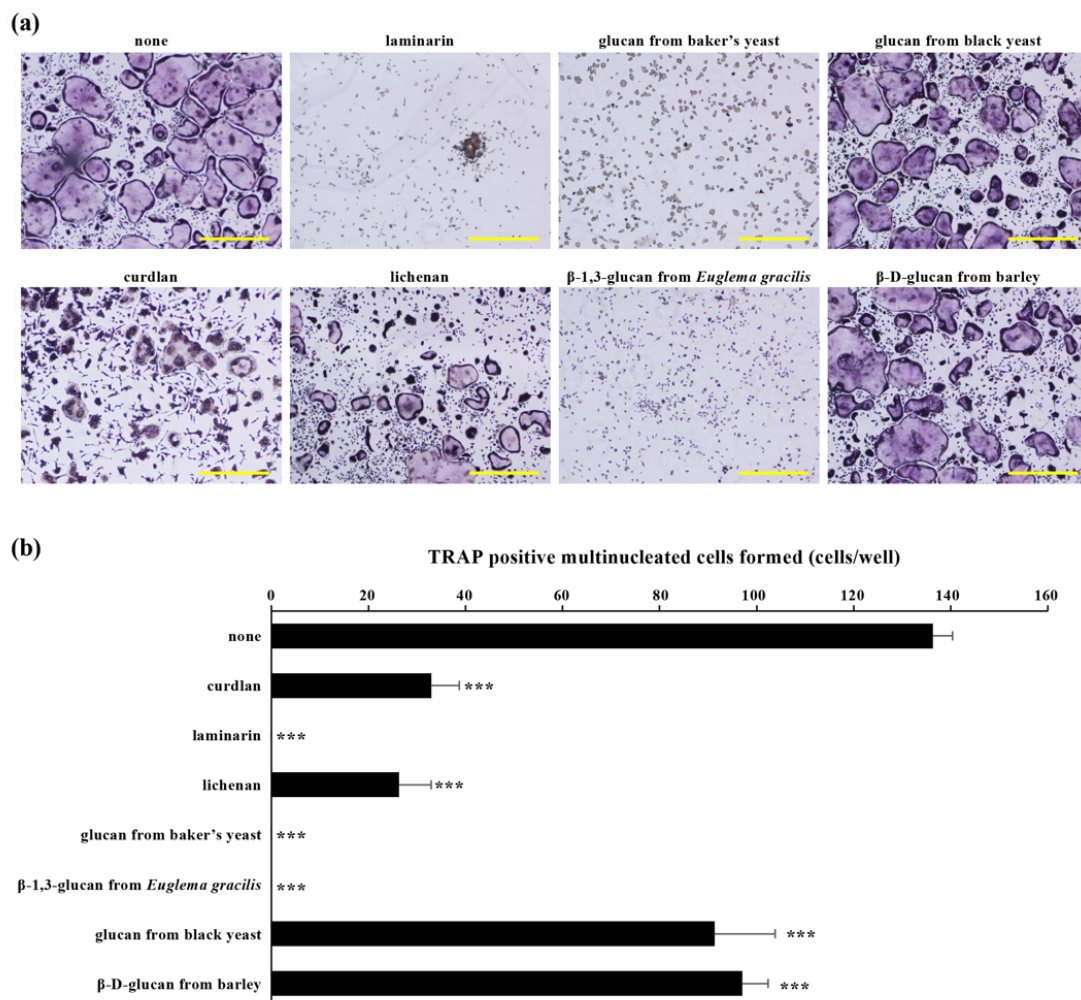 (a)
none
laminarin
glucan from baker’s yeast
glucan from black yeast
curdlan
lichenan
β-1,3-glucan from Euglema gracilis
β-D-glucan from barley
(b)
TRAP positive multinucleated cells formed (cells/well)
0 20 40 60 80 100 120 140 160
none
curdlan ***
laminarin ***
lichenan ***
glucan from baker’s yeast ***
β-1,3-glucan from Euglema gracilis ***
glucan from black yeast ***
β-D-glucan from barley ***